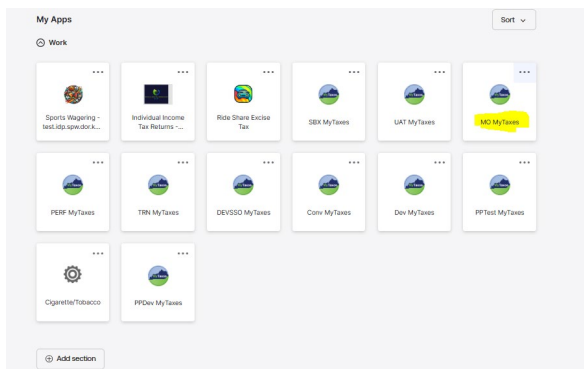 My Apps
Sort
Work
Sports Wagering -
test.idp.spw.dor.k...
Individual Income
Tax Returns -...
Ride Share Excise
Tax
SBX MyTaxes
UAT MyTaxes
MO MyTaxes
PERF MyTaxes
TRN MyTaxes
DEVSSO MyTaxes
Conv MyTaxes
Dev MyTaxes
PPTest MyTaxes
Cigarette/Tobacco
PPDev MyTaxes
Add section